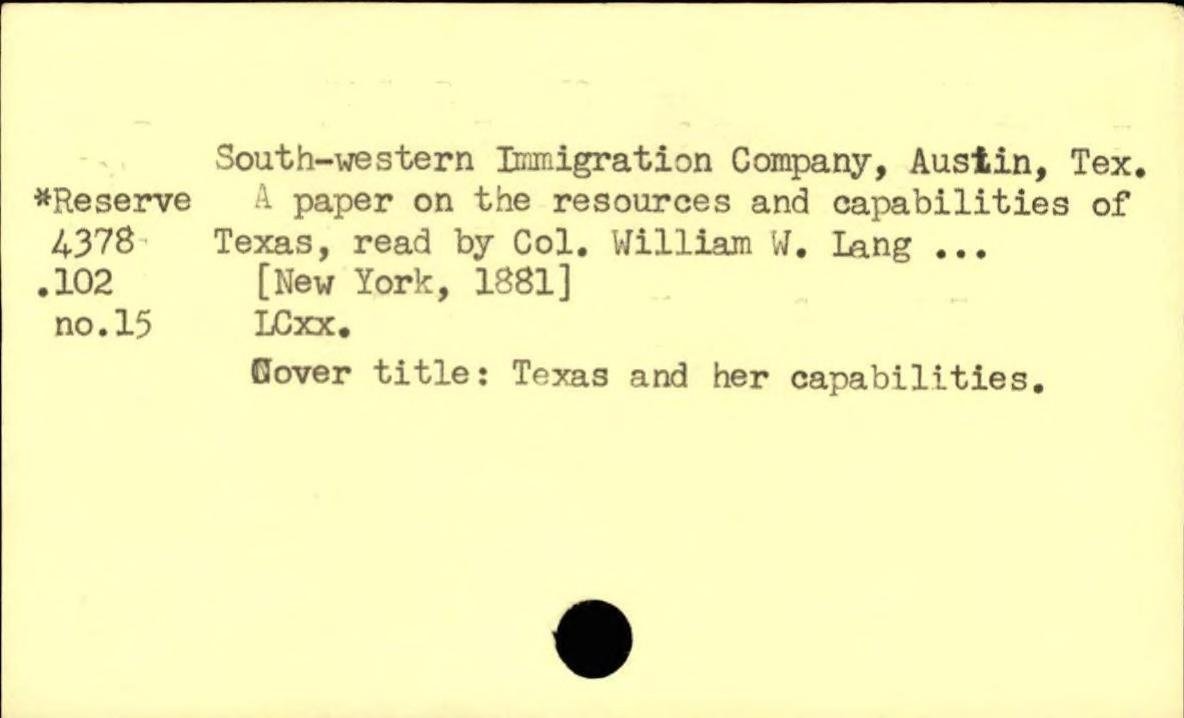 South-western Immigration Company, Austin, Tex.
*Reserve A paper on the resources and capabilities of
4378 Texas, read by Col. William W. Lang ...
.102 [New York, 1881]
no.15 LCxx.
Cover title: Texas and her capabilities.